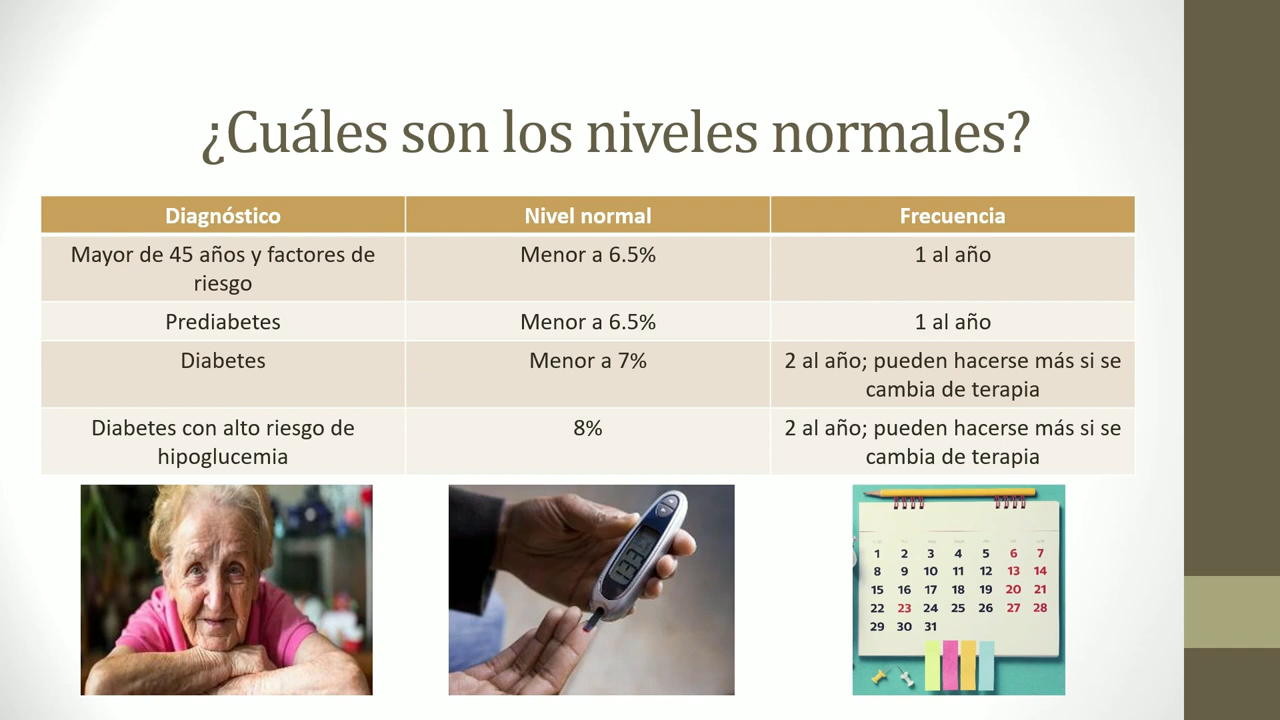 ¿Cuáles son los niveles normales?
Diagnóstico
Nivel normal
Frecuencia
Mayor de 45 años y factores de
riesgo
Menor a 6.5%
1 al año
Prediabetes
Menor a 6.5%
1 al año
Diabetes
Menor a 7%
2 al año; pueden hacerse más si se
cambia de terapia
Diabetes con alto riesgo de
hipoglucemia
8%
2 al año; pueden hacerse más si se
cambia de terapia
133
1 2 3 4 5 6 7
8 9 10 11 12 13 14
15 16 17 18 19 20 21
22 23 24 25 26 27 28
29 30 31